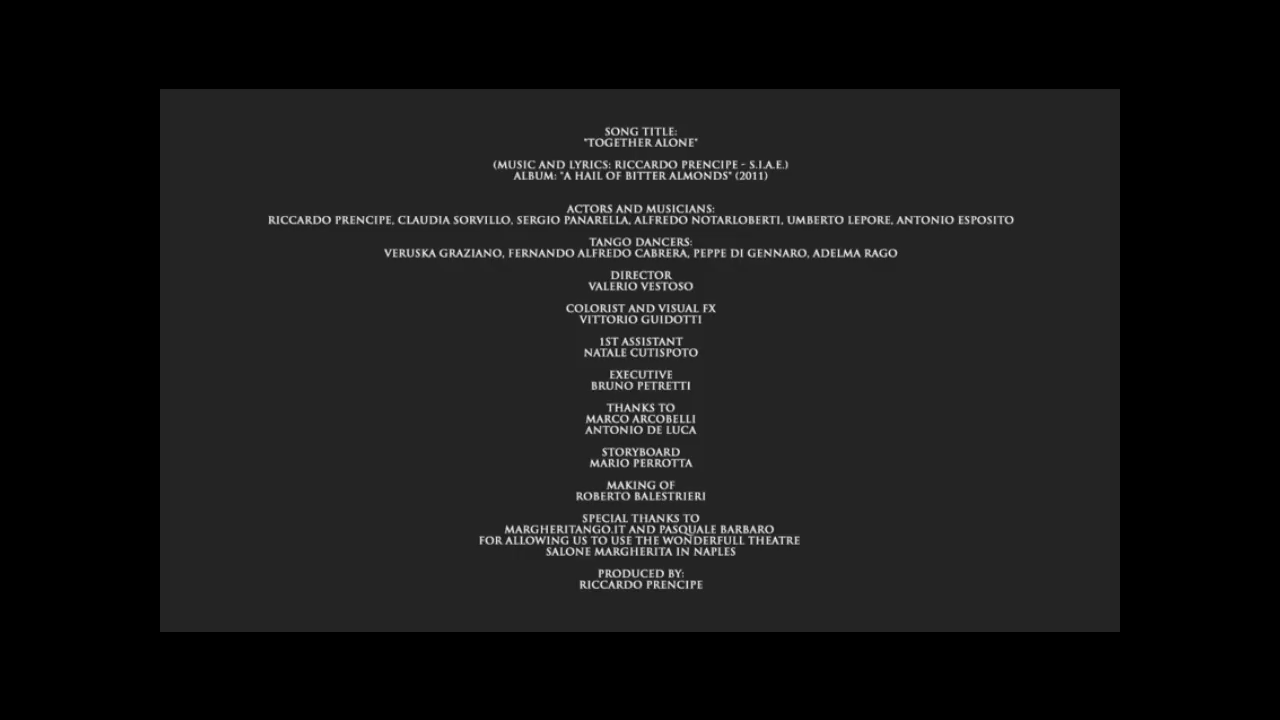 SONG TITLE:
"TOGETHER ALONE"
(MUSIC AND LYRICS: RICCARDO PRENCIPE - S.I.A.E.)
ALBUM: "A HAIL OF BITTER ALMONDS" (2011)
ACTORS AND MUSICIANS:
RICCARDO PRENCIPE, CLAUDIA SORVILLO, SERGIO PANARELLA, ALFREDO NOTARLOBERTI, UMBERTO LEPORE, ANTONIO ESPOSITO
TANGO DANCERS:
VERUSKA GRAZIANO, FERNANDO ALFREDO CABRERA, PEPPE DI GENNARO, ADELMA RAGO
DIRECTOR
VALERIO VESTOSO
COLORIST AND VISUAL FX
VITTORIO GUIDOTTI
1ST ASSISTANT
NATALE CUTISPOTO
EXECUTIVE
BRUNO PETRETTI
THANKS TO
MARCO ARCOBELLI
ANTONIO DE LUCA
STORYBOARD
MARIO PERROTTA
MAKING OF
ROBERTO BALESTRIERI
SPECIAL THANKS TO
MARGHERITANGO.IT AND PASQUALE BARBARO
FOR ALLOWING US TO USE THE WONDERFULL THEATRE
SALONE MARGHERITA IN NAPLES
PRODUCED BY:
RICCARDO PRENCIPE